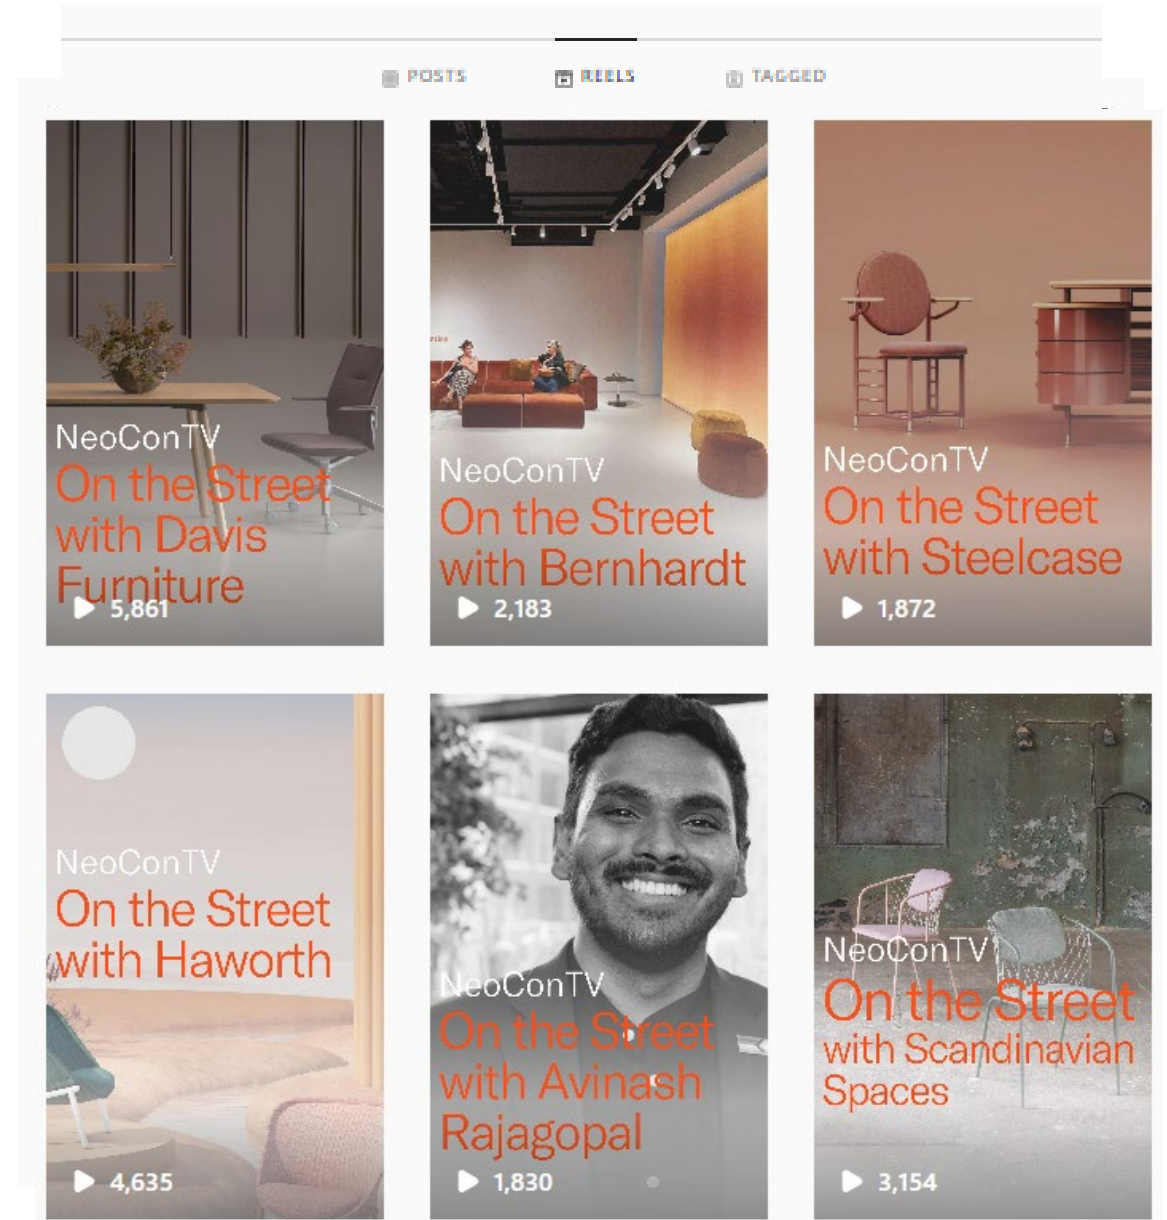 POSTS
REELS
TAGGED
NeoConTV
On the Street
with Davis
Furniture
5,861
NeoConTV
On the Street
with Bernhardt
2,183
NeoConTV
On the Street
with Steelcase
1,872
NeoConTV
On the Street
with Haworth
4,635
NeoConTV
On the Street
with Avinash
Rajagopal
1,830
NeoConTV
On the Street
with Scandinavian
Spaces
3,154